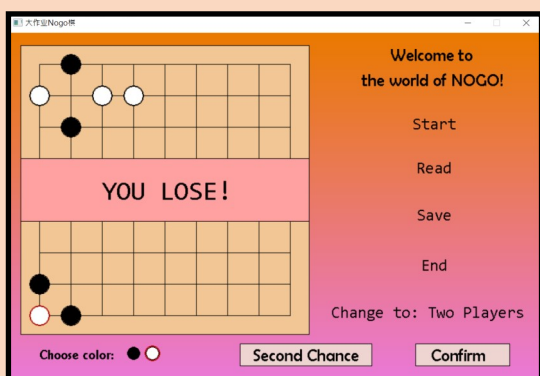 大作业Nogo棋
Welcome to
the world of NOGO!
Start
Read
YOU LOSE!
Save
End
Change to: Two Players
Choose color:
Second Chance
Confirm